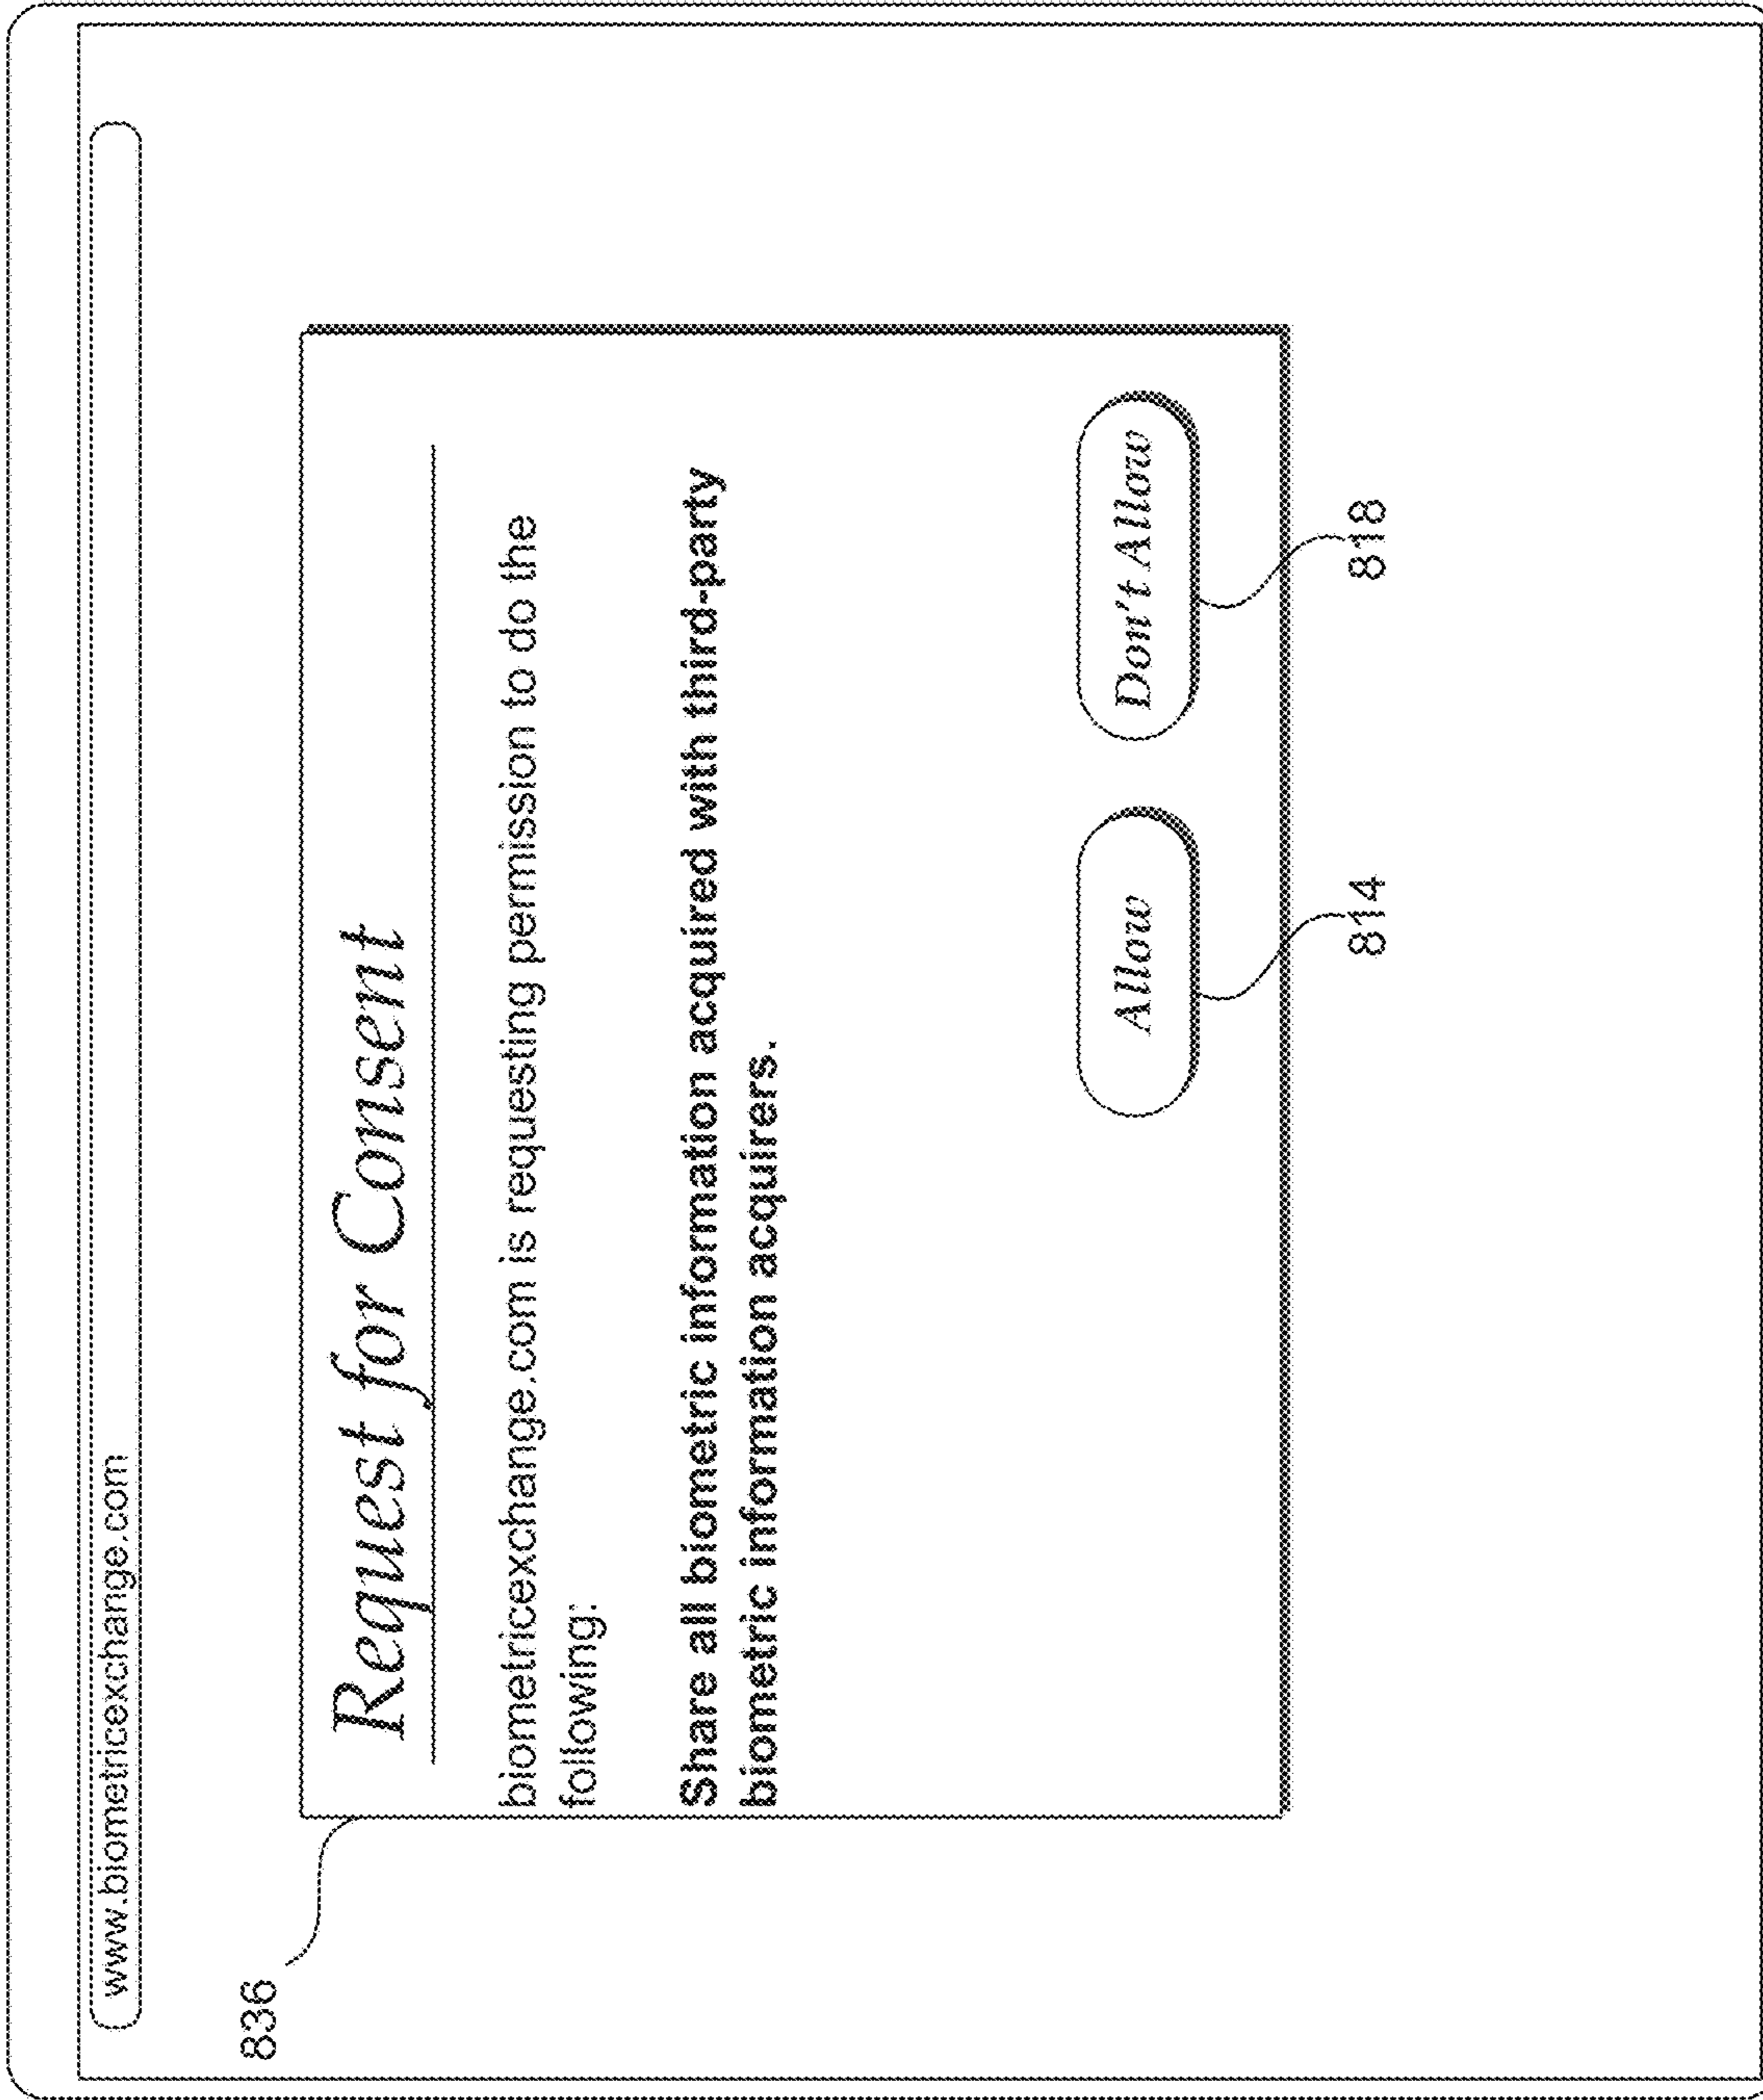 www.biometricexchange.com
836
Request for Consent
biometricexchange.com is requesting permission to do the
following:
Share all biometric information acquired with third-party
biometric information acquirers.
Allow
Don't Allow
814
818